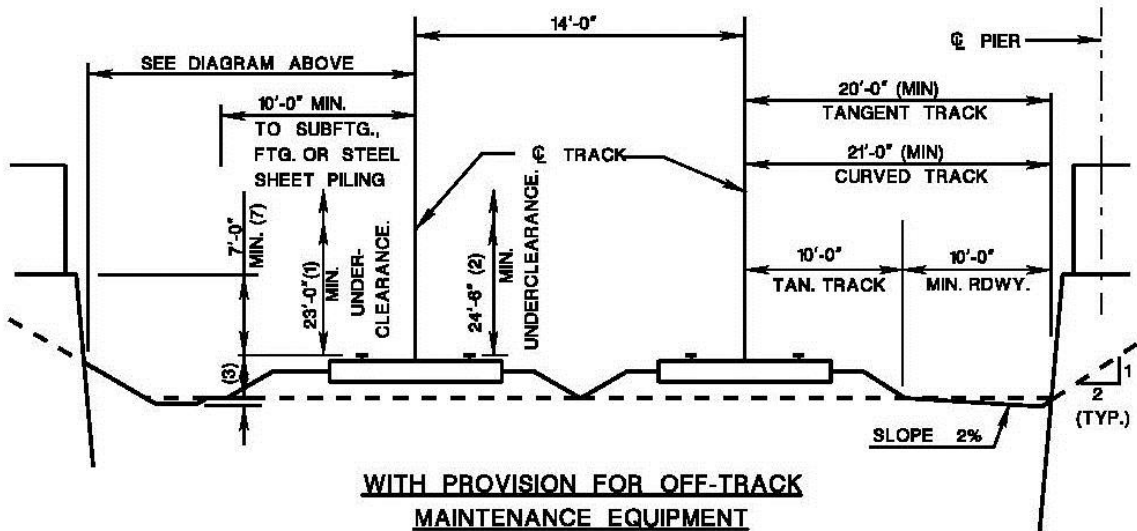 14'-0"
℄ PIER
SEE DIAGRAM ABOVE
20'-0" (MIN)
TANGENT TRACK
10'-0" MIN.
TO SUBFTG.,
FTG. OR STEEL
SHEET PILING
℄ TRACK
21'-0" (MIN)
CURVED TRACK
7'-0"
MIN. (7)
23'-0" (1)
MIN.
UNDER-
CLEARANCE.
24'-6" (2)
MIN.
UNDERCLEARANCE.
10'-0"
TAN. TRACK
10'-0"
MIN. RDWY.
(3)
1
2
(TYP.)
SLOPE 2%
WITH PROVISION FOR OFF-TRACK
MAINTENANCE EQUIPMENT